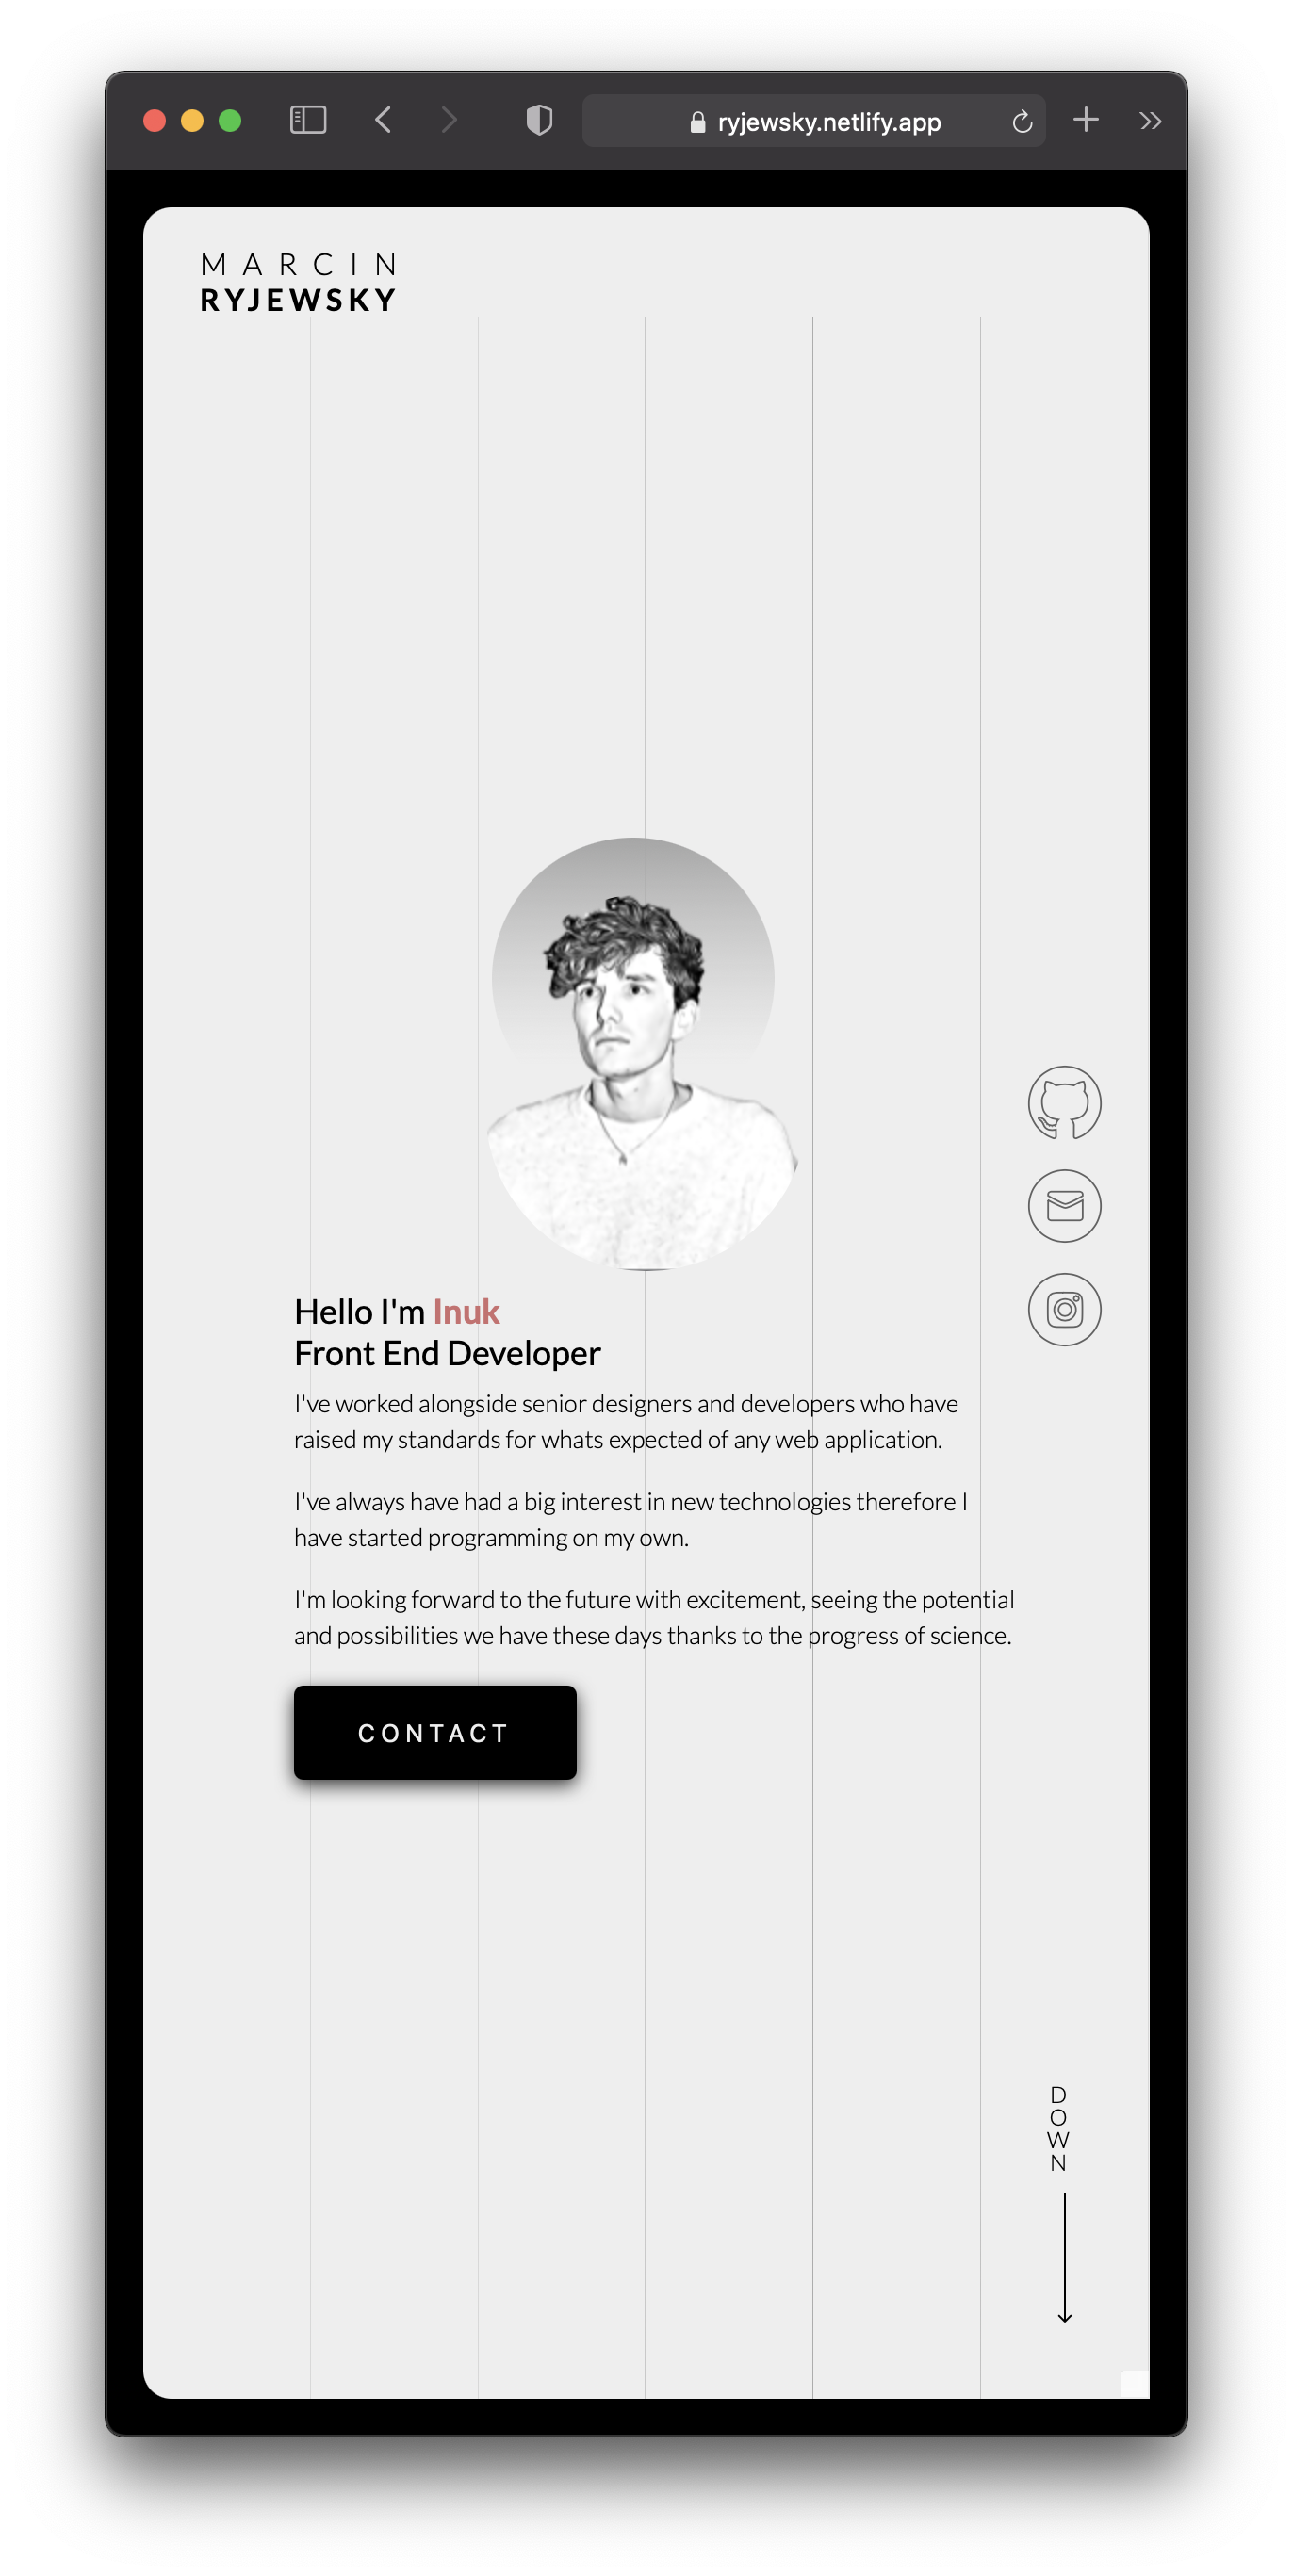 ryjewsky.netlify.app
MARCIN
RYJEWSKY
Hello I'm Inuk
Front End Developer
I've worked alongside senior designers and developers who have
raised my standards for whats expected of any web application.
I've always have had a big interest in new technologies therefore I
have started programming on my own.
I'm looking forward to the future with excitement, seeing the potential
and possibilities we have these days thanks to the progress of science.
CONTACT
DOWN